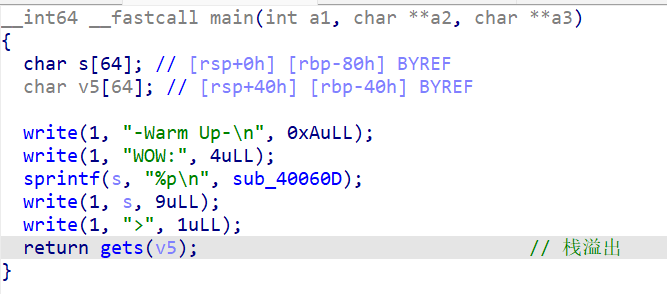 __int64 __fastcall main(int a1, char **a2, char **a3)
{
  char s[64]; // [rsp+0h] [rbp-80h] BYREF
  char v5[64]; // [rsp+40h] [rbp-40h] BYREF

  write(1, "-Warm Up-\n", 0xAuLL);
  write(1, "WOW:", 4uLL);
  sprintf(s, "%p\n", sub_40060D);
  write(1, s, 9uLL);
  write(1, ">", 1uLL);
  return gets(v5);                              // 栈溢出
}